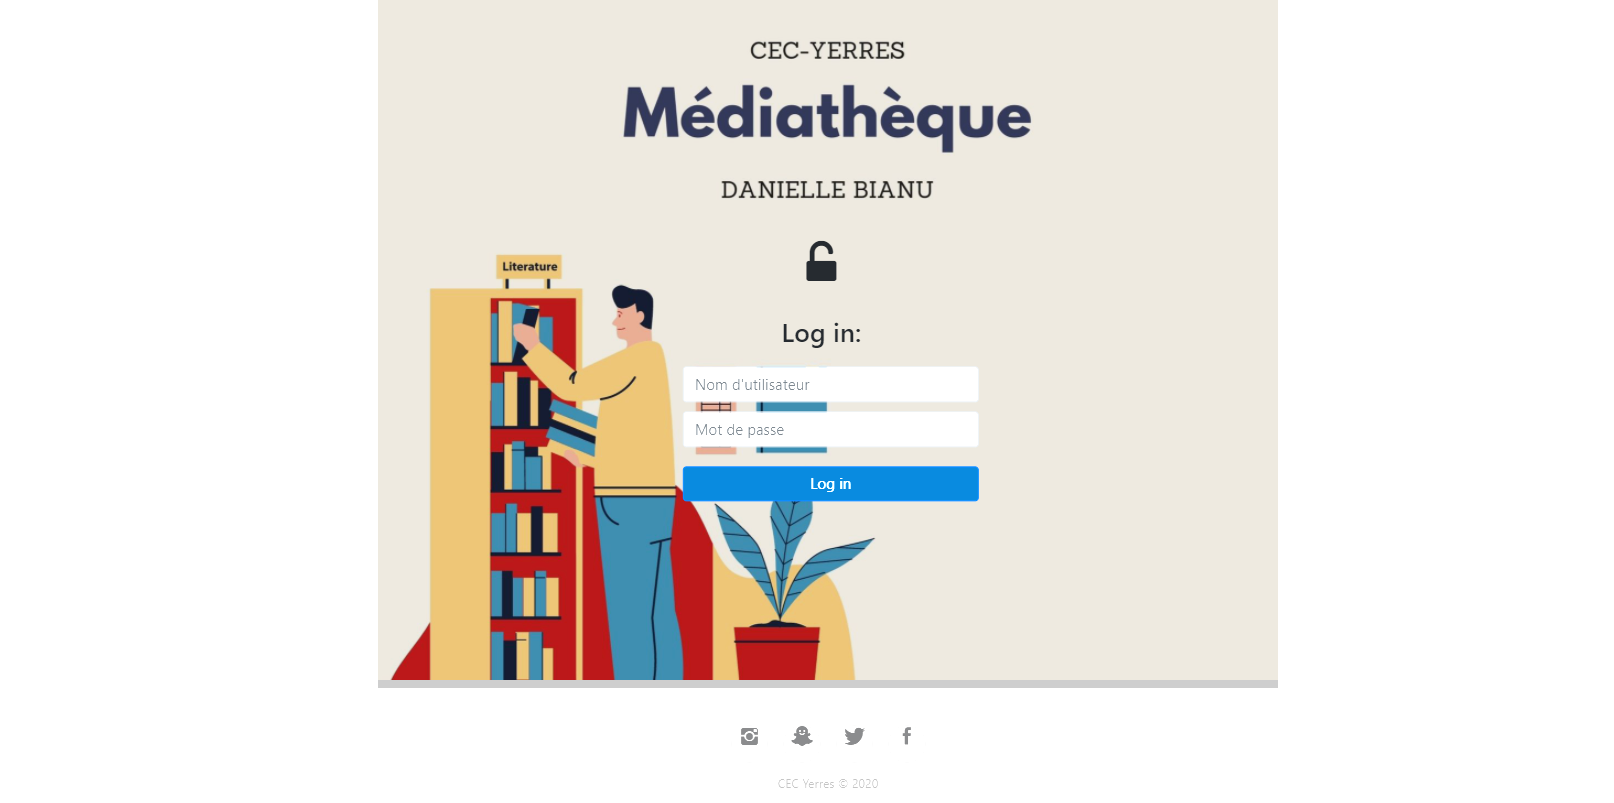 CEC-YERRES
Médiathèque
DANIELLE BIANU
Literature
Log in:
Nom d'utilisateur
Mot de passe
Log in
CEC Yerres © 2020